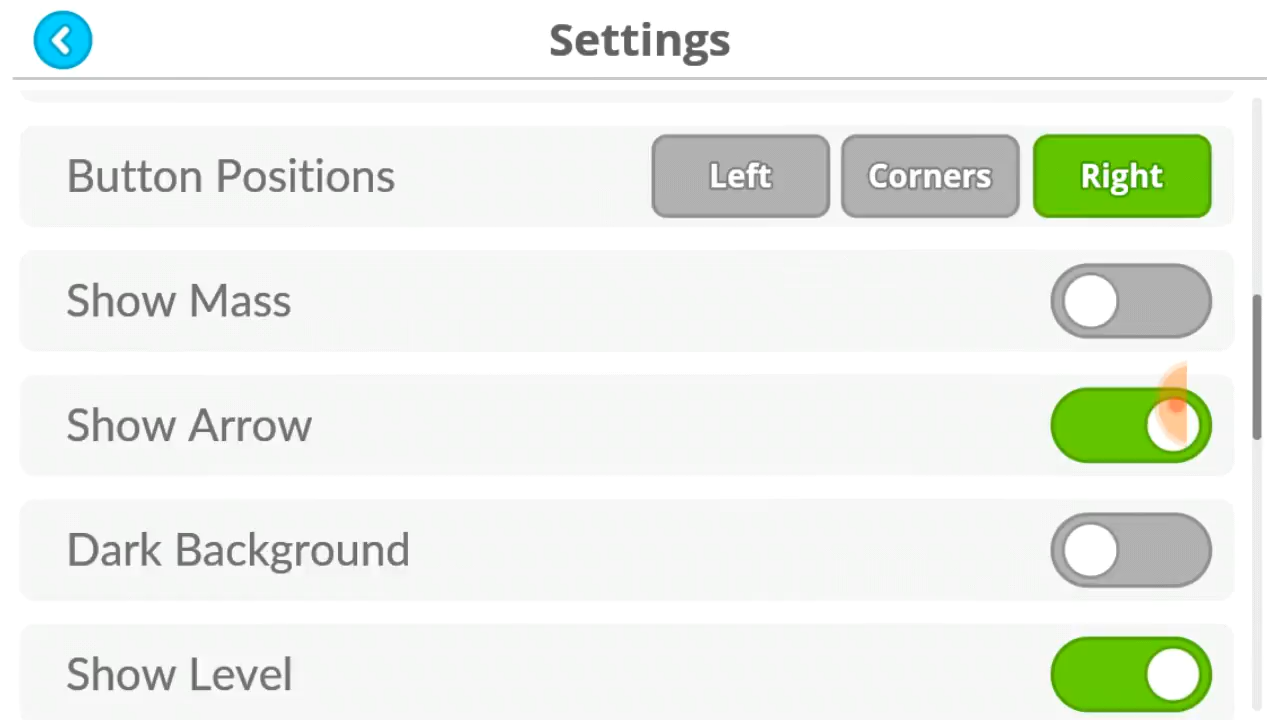 Settings
Button Positions Left Corners Right
Show Mass
Show Arrow
Dark Background
Show Level